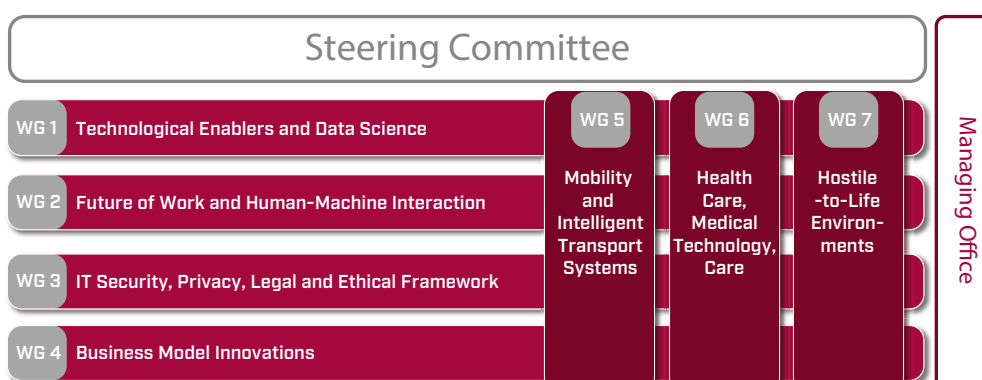 Steering Committee
WG 1 Technological Enablers and Data Science
WG 2 Future of Work and Human-Machine Interaction
WG 3 IT Security, Privacy, Legal and Ethical Framework
WG 4 Business Model Innovations
WG 5
Mobility
and
Intelligent
Transport
Systems
WG 6
Health
Care,
Medical
Technology,
Care
WG 7
Hostile
-to-Life
Environ-
ments
Managing Office